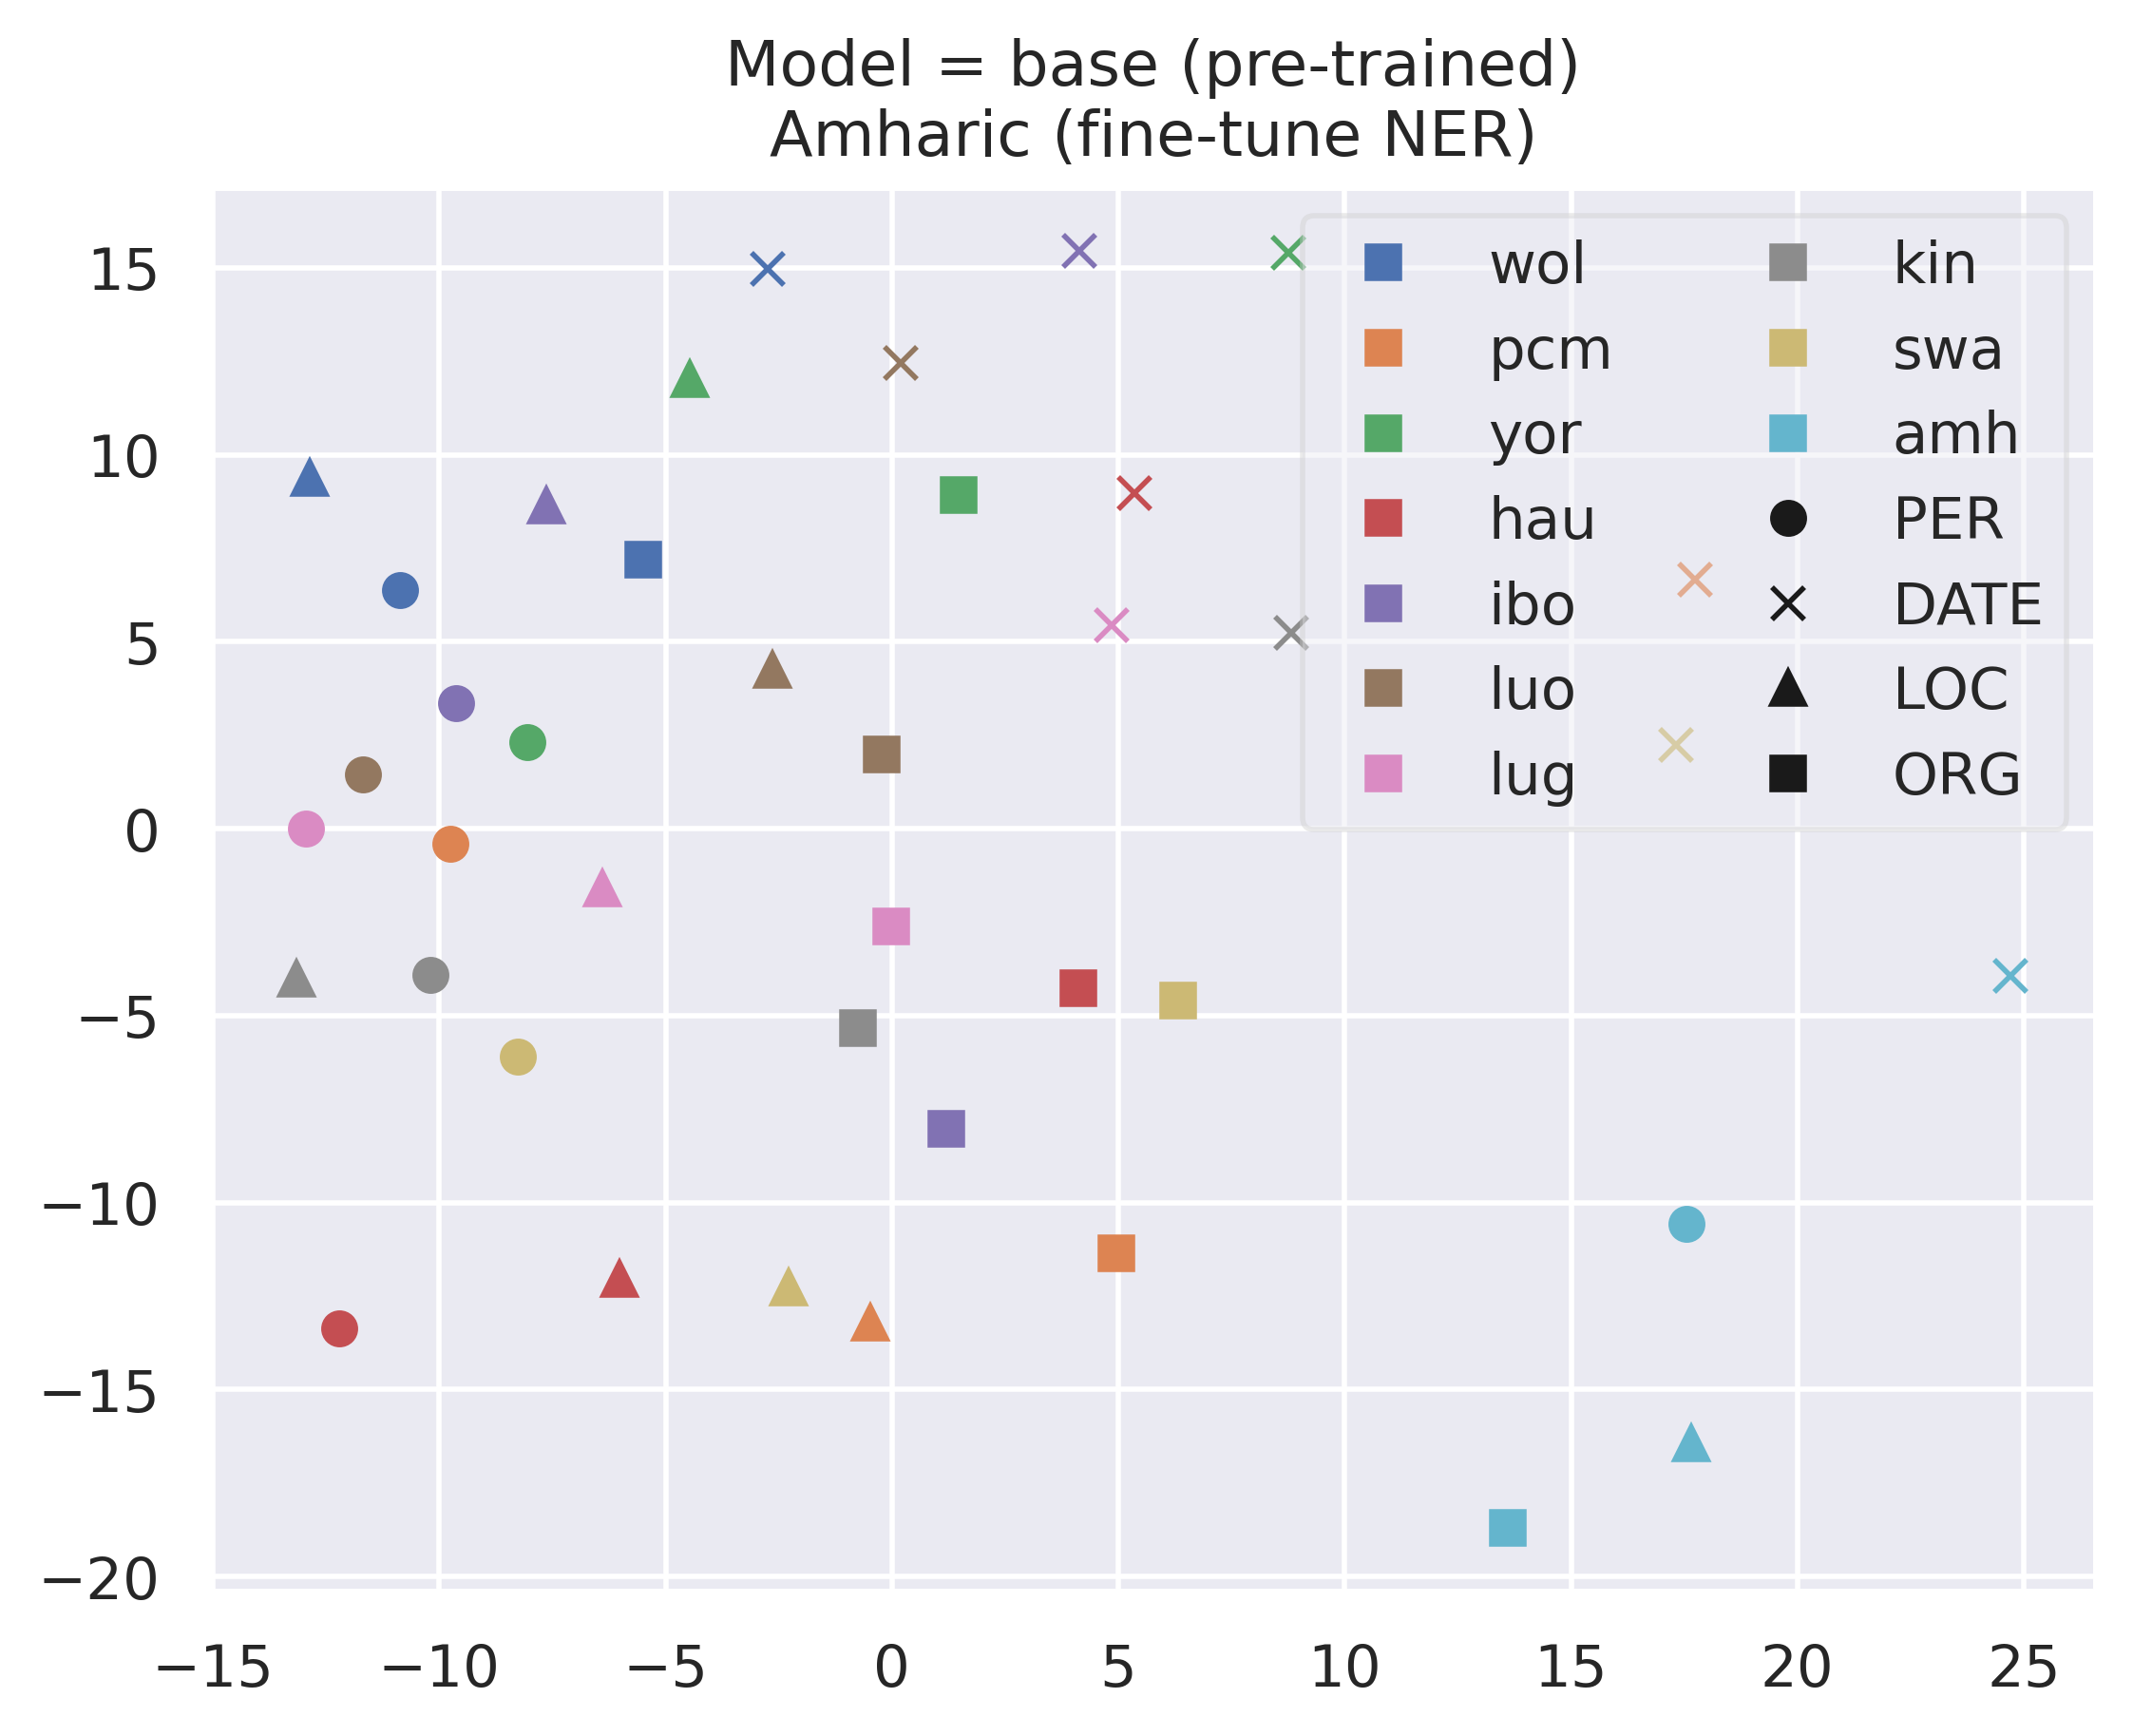 Model = base (pre-trained)
Amharic (fine-tune NER)
15
10
5
0
−5
−10
−15
−20
−15
−10
−5
0
5
10
15
20
25
wol
pcm
yor
hau
ibo
luo
lug
kin
swa
amh
PER
DATE
LOC
ORG